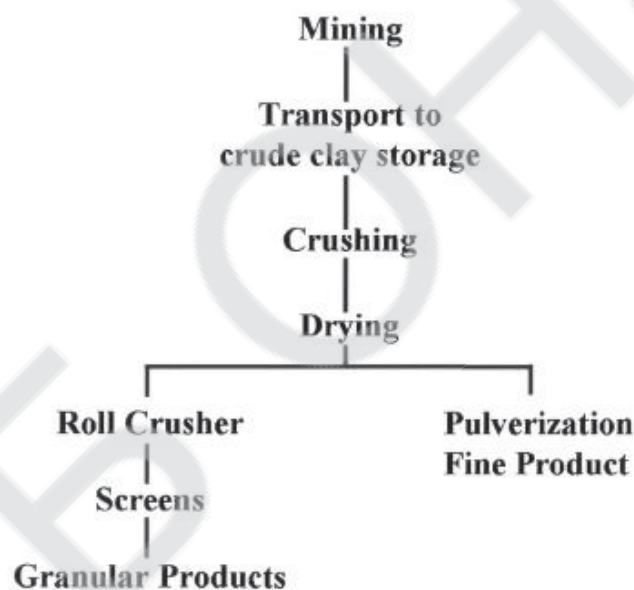 Mining
Transport to
crude clay storage
Crushing
Drying
Roll Crusher
Pulverization
Fine Product
Screens
Granular Products